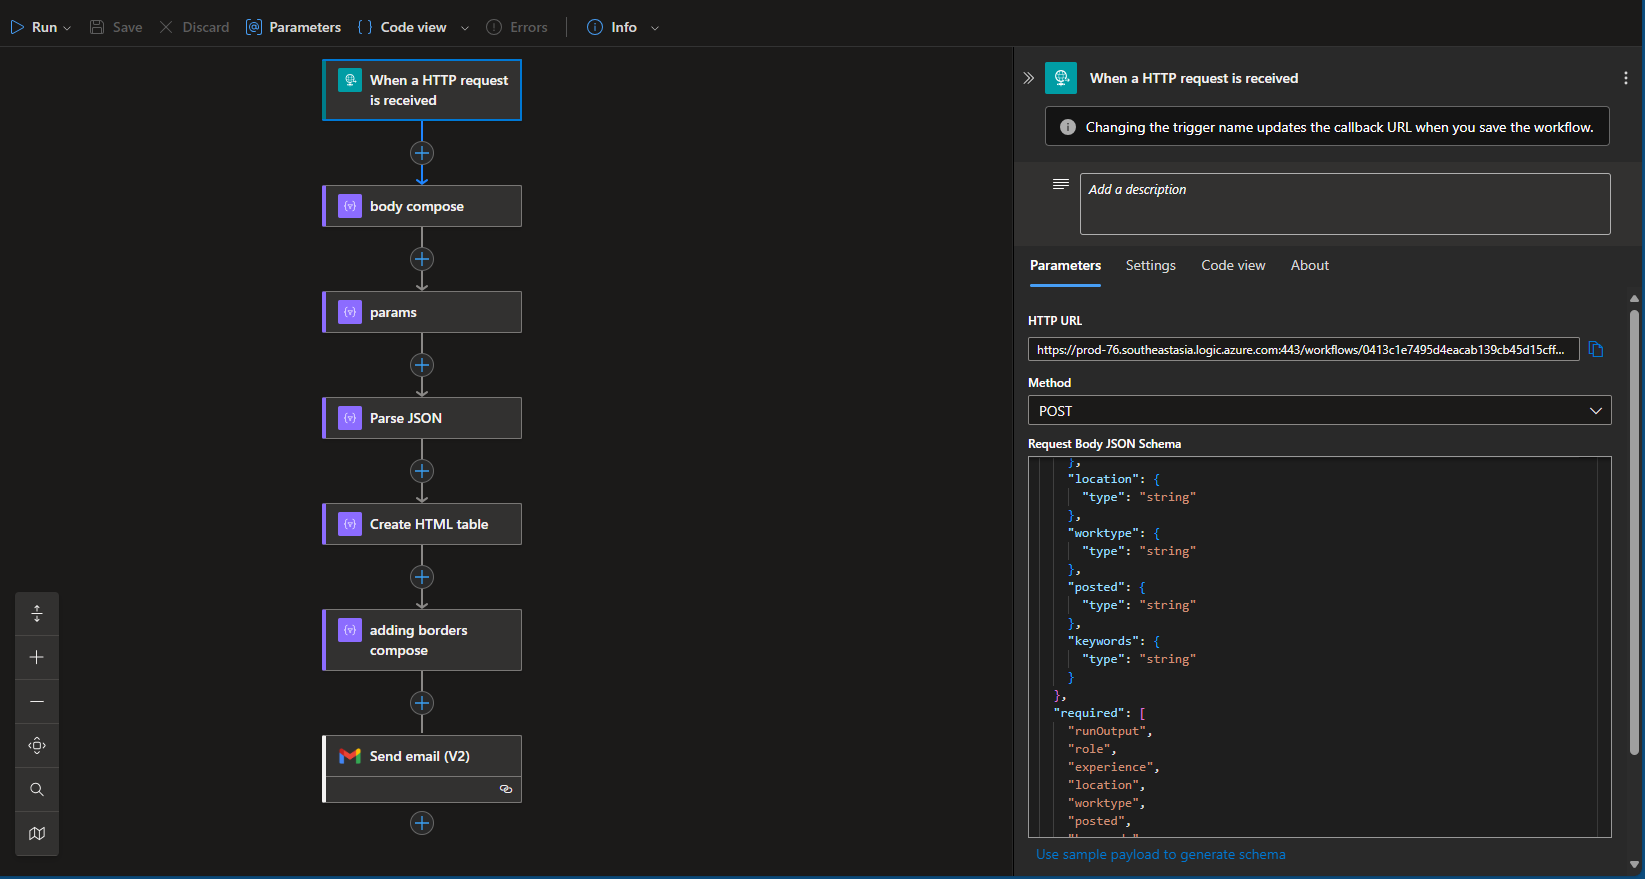 Run
Save
Discard
Parameters
Code view
Errors
Info
When a HTTP request
is received
body compose
params
Parse JSON
Create HTML table
adding borders
compose
Send email (V2)
When a HTTP request is received
Changing the trigger name updates the callback URL when you save the workflow.
Add a description
Parameters Settings Code view About
HTTP URL
https://prod-76.southeastasia.logic.azure.com:443/workflows/0413c1e7495d4eacab139cb45d15cff...
Method
POST
Request Body JSON Schema
},
"location": {
"type": "string"
},
"worktype": {
"type": "string"
},
"posted": {
"type": "string"
},
"keywords": {
"type": "string"
}
},
"required": [
"runOutput",
"role",
"experience",
"location",
"worktype",
"posted",
Use sample payload to generate schema